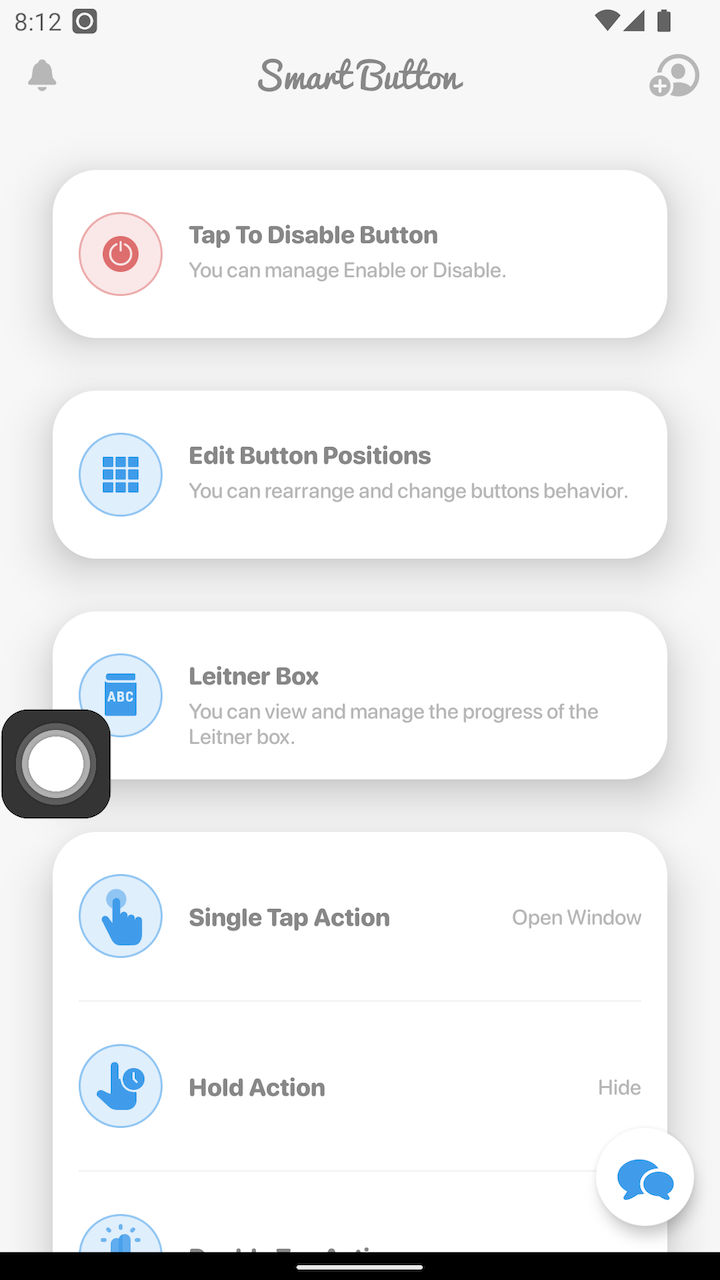 8:12
Smart Button
Tap To Disable Button
You can manage Enable or Disable.
Edit Button Positions
You can rearrange and change buttons behavior.
ABC
Leitner Box
You can view and manage the progress of the
Leitner box.
Single Tap Action
Open Window
Hold Action
Hide